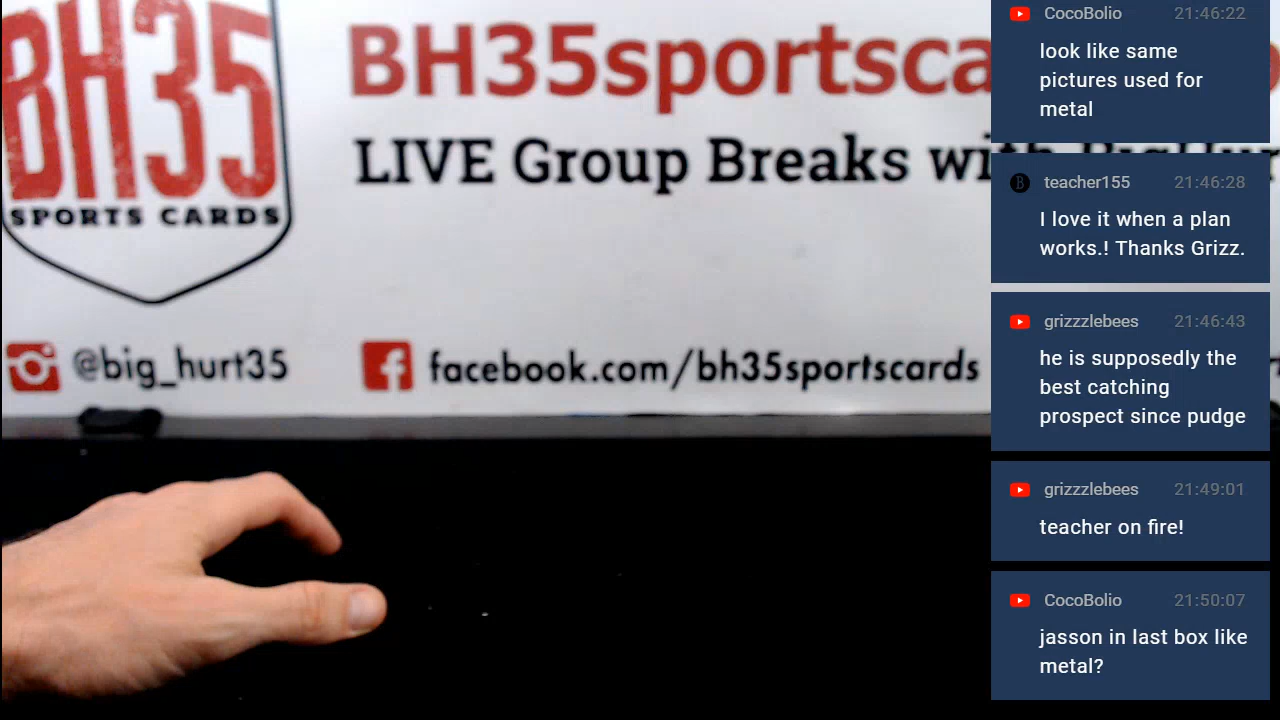 BH35
SPORTS CARDS
BH35sportsca
LIVE Group Breaks with BigHur
@big_hurt35
facebook.com/bh35sportscards
CocoBolio 21:46:22
look like same
pictures used for
metal
teacher155 21:46:28
I love it when a plan
works.! Thanks Grizz.
grizzzlebees 21:46:43
he is supposedly the
best catching
prospect since pudge
grizzzlebees 21:49:01
teacher on fire!
CocoBolio 21:50:07
jasson in last box like
metal?